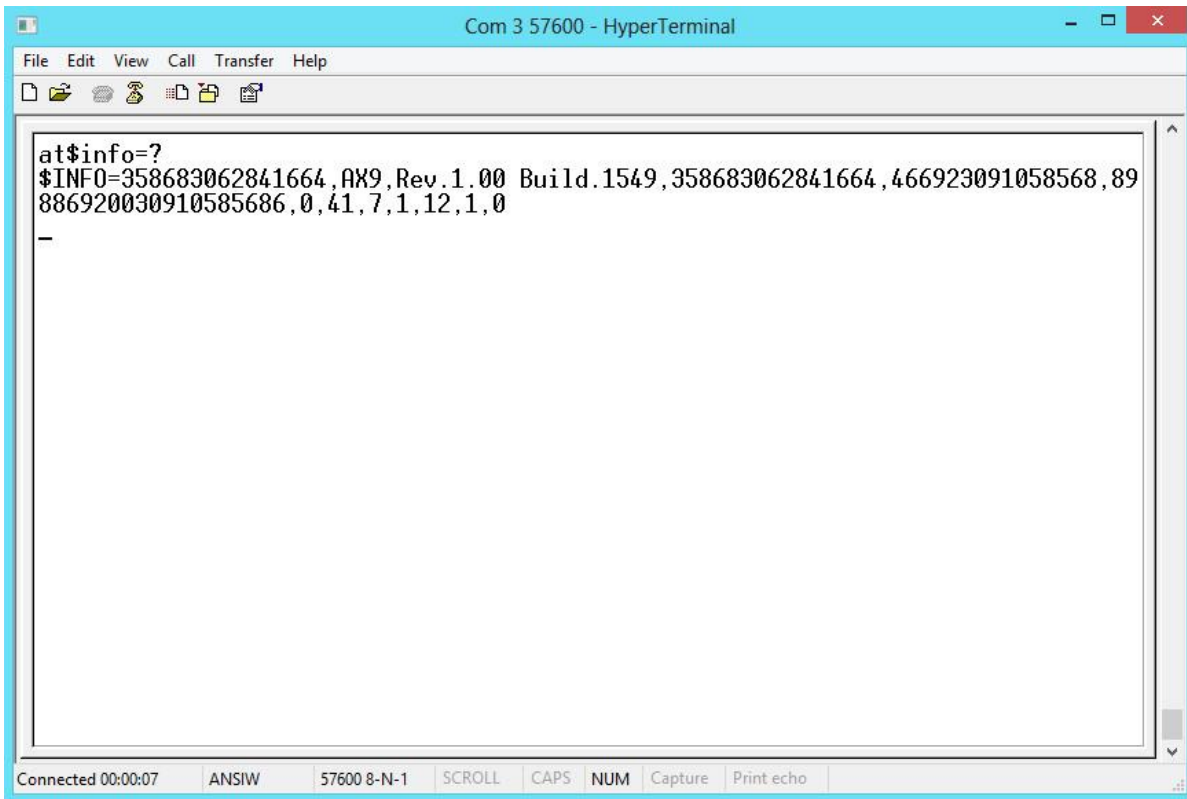 Com 3 57600 - HyperTerminal
File Edit View Call Transfer Help
at$info=?
$INFO=358683062841664,AX9,Rev.1.00 Build.1549,358683062841664,466923091058568,89
886920030910585686,0,41,7,1,12,1,0
Connected 00:00:07 ANSIW 57600 8-N-1 SCROLL CAPS NUM Capture Print echo